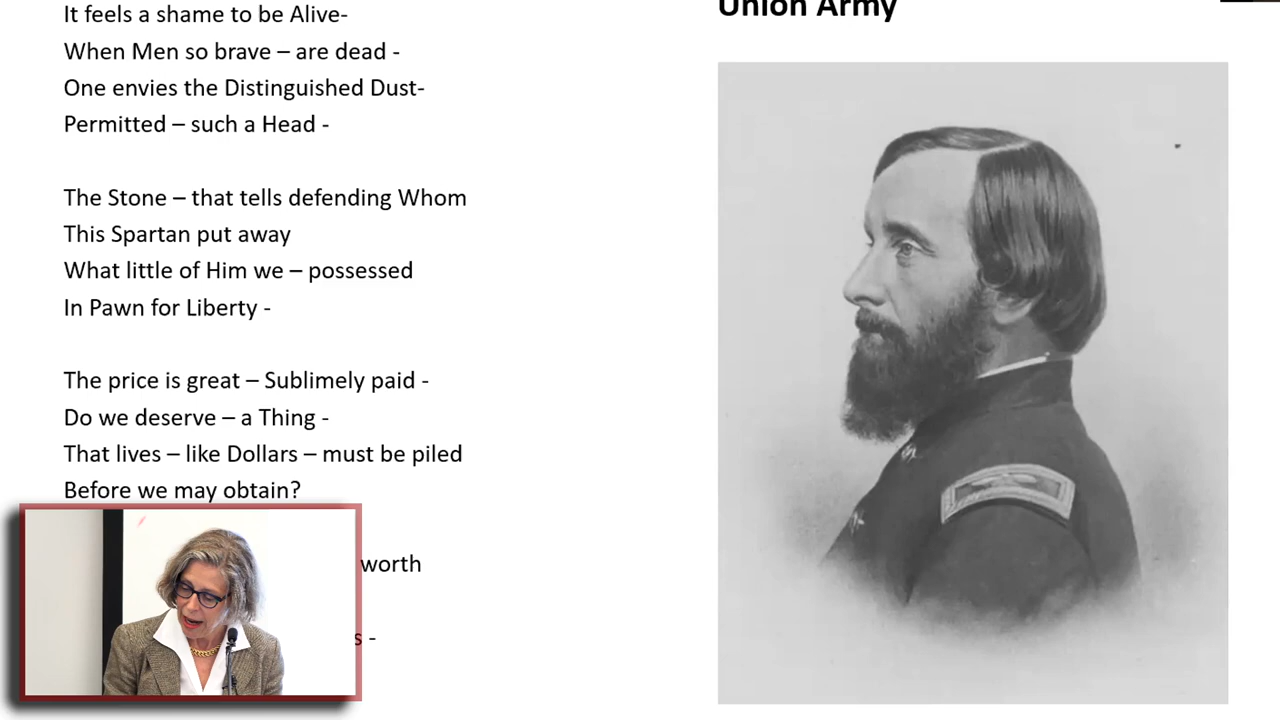 It feels a shame to be Alive-
When Men so brave – are dead -
One envies the Distinguished Dust-
Permitted – such a Head -
The Stone – that tells defending Whom
This Spartan put away
What little of Him we – possessed
In Pawn for Liberty -
The price is great – Sublimely paid -
Do we deserve – a Thing -
That lives – like Dollars – must be piled
Before we may obtain?
worth
s -
Union Army